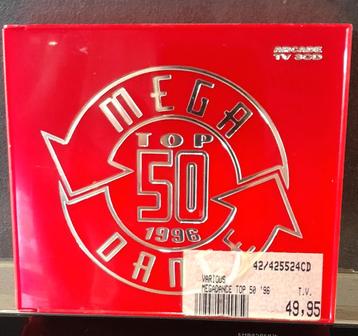 ARCADE
TV 3CD
MEGA
TOP
50
1996
DANCE
42/425524CD
VARIOUS
MEGADANCE TOP 50 '96 T.V.
49,95